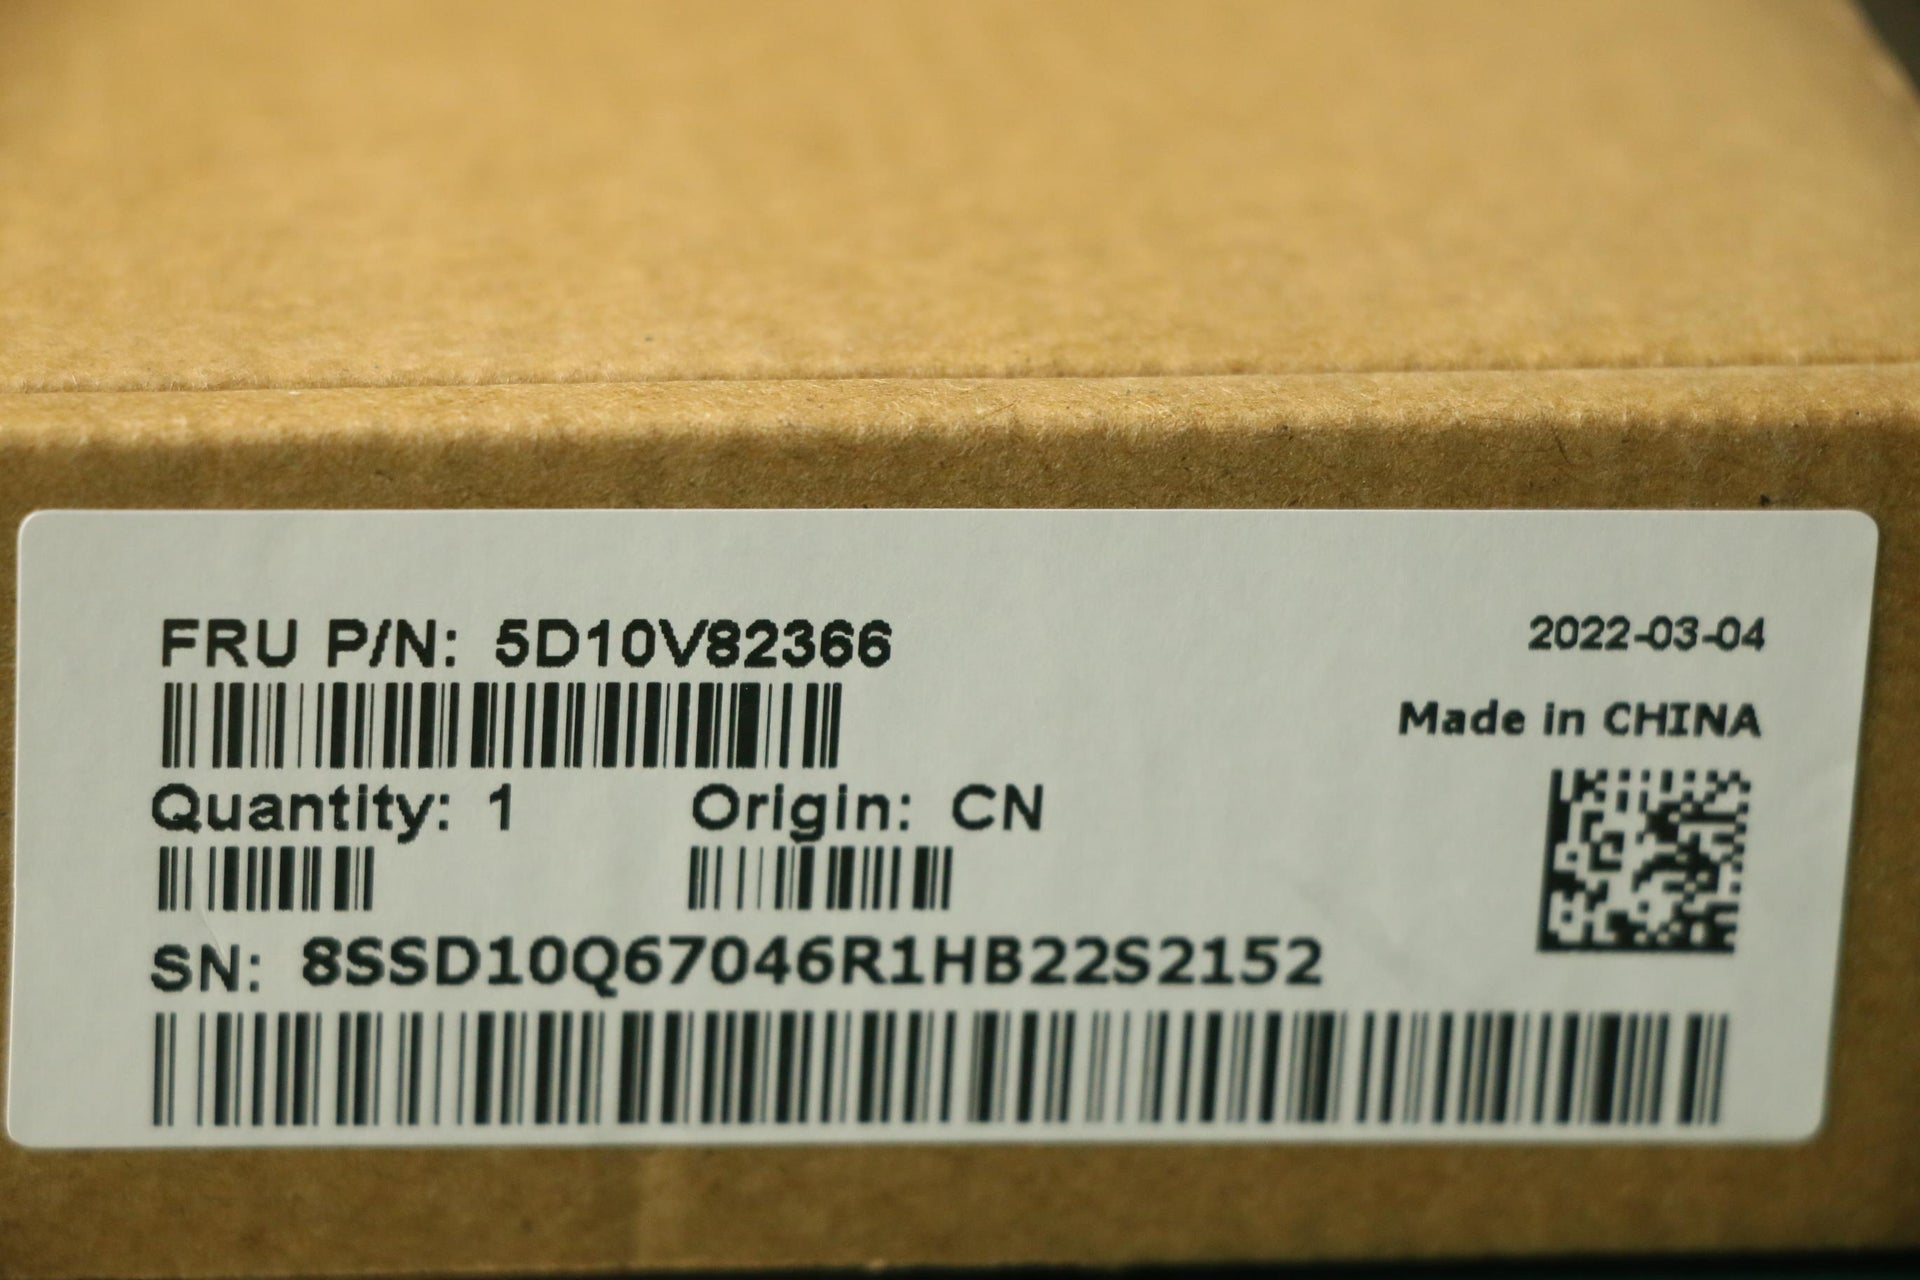 FRU P/N: 5D10V82366
2022-03-04
Made in CHINA
Quantity: 1
Origin: CN
SN: 8SSD10Q67046R1HB22S2152